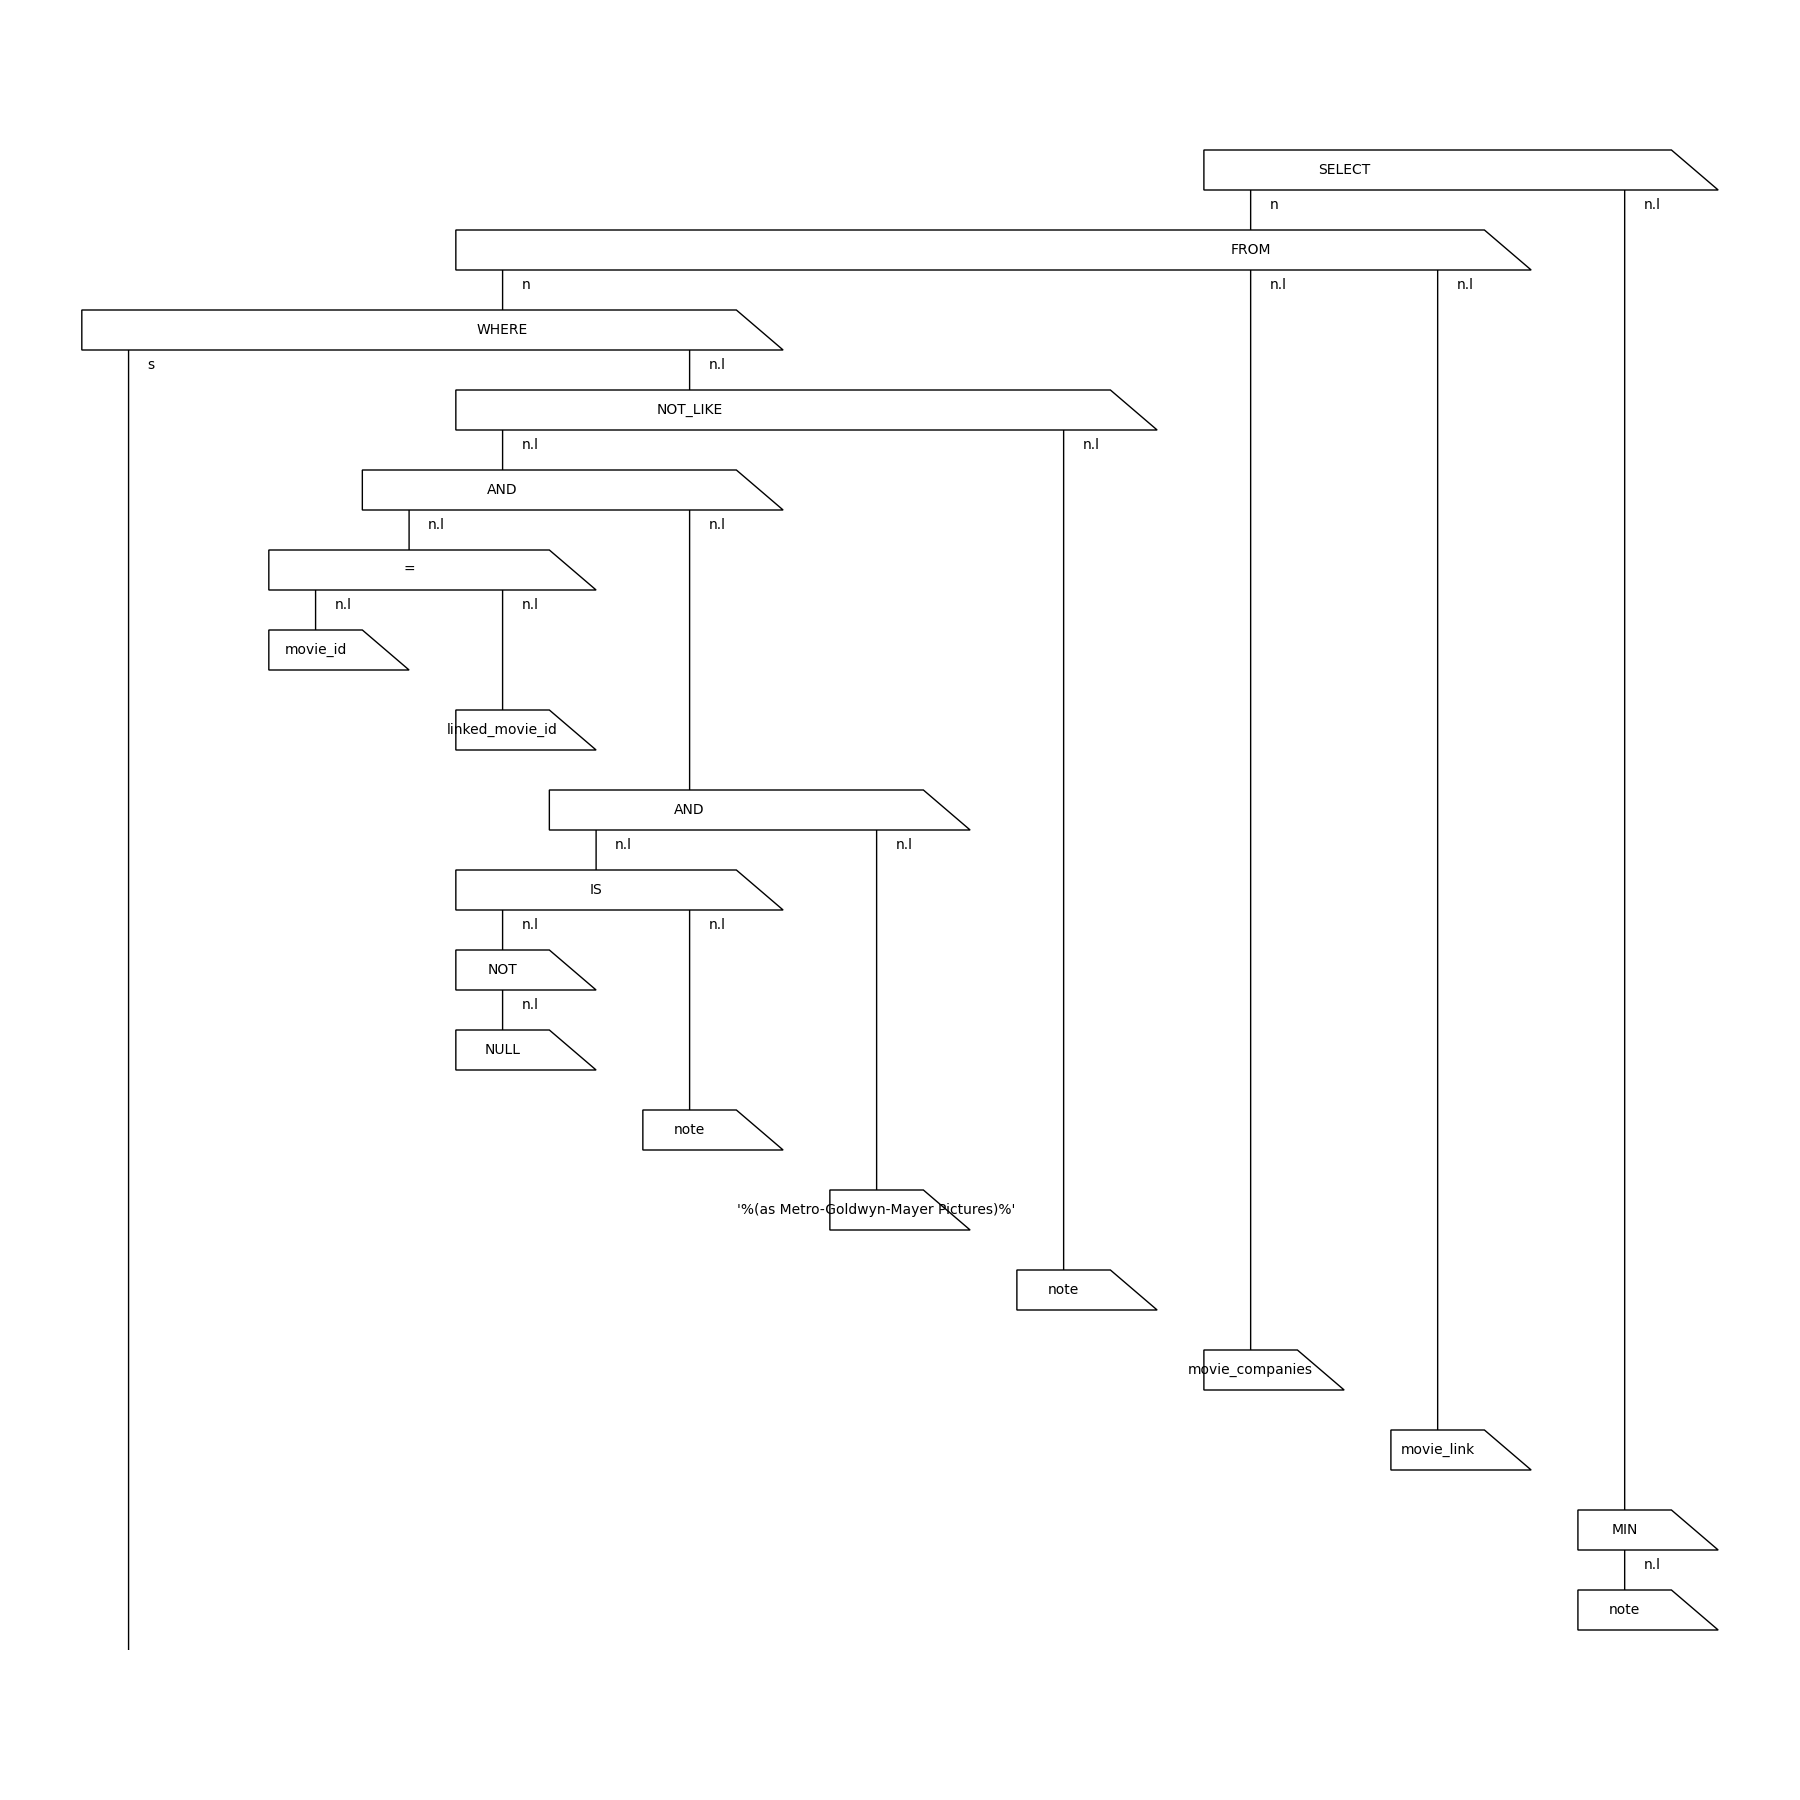 SELECT
n n.l
FROM
n n.l n.l
WHERE
s n.l
NOT_LIKE
n.l n.l
AND
n.l n.l
=
n.l n.l
movie_id
linked_movie_id
AND
n.l n.l
IS
n.l n.l
NOT
n.l
NULL
note
'%(as Metro-Goldwyn-Mayer Pictures)%'
note
movie_companies
movie_link
MIN
n.l
note